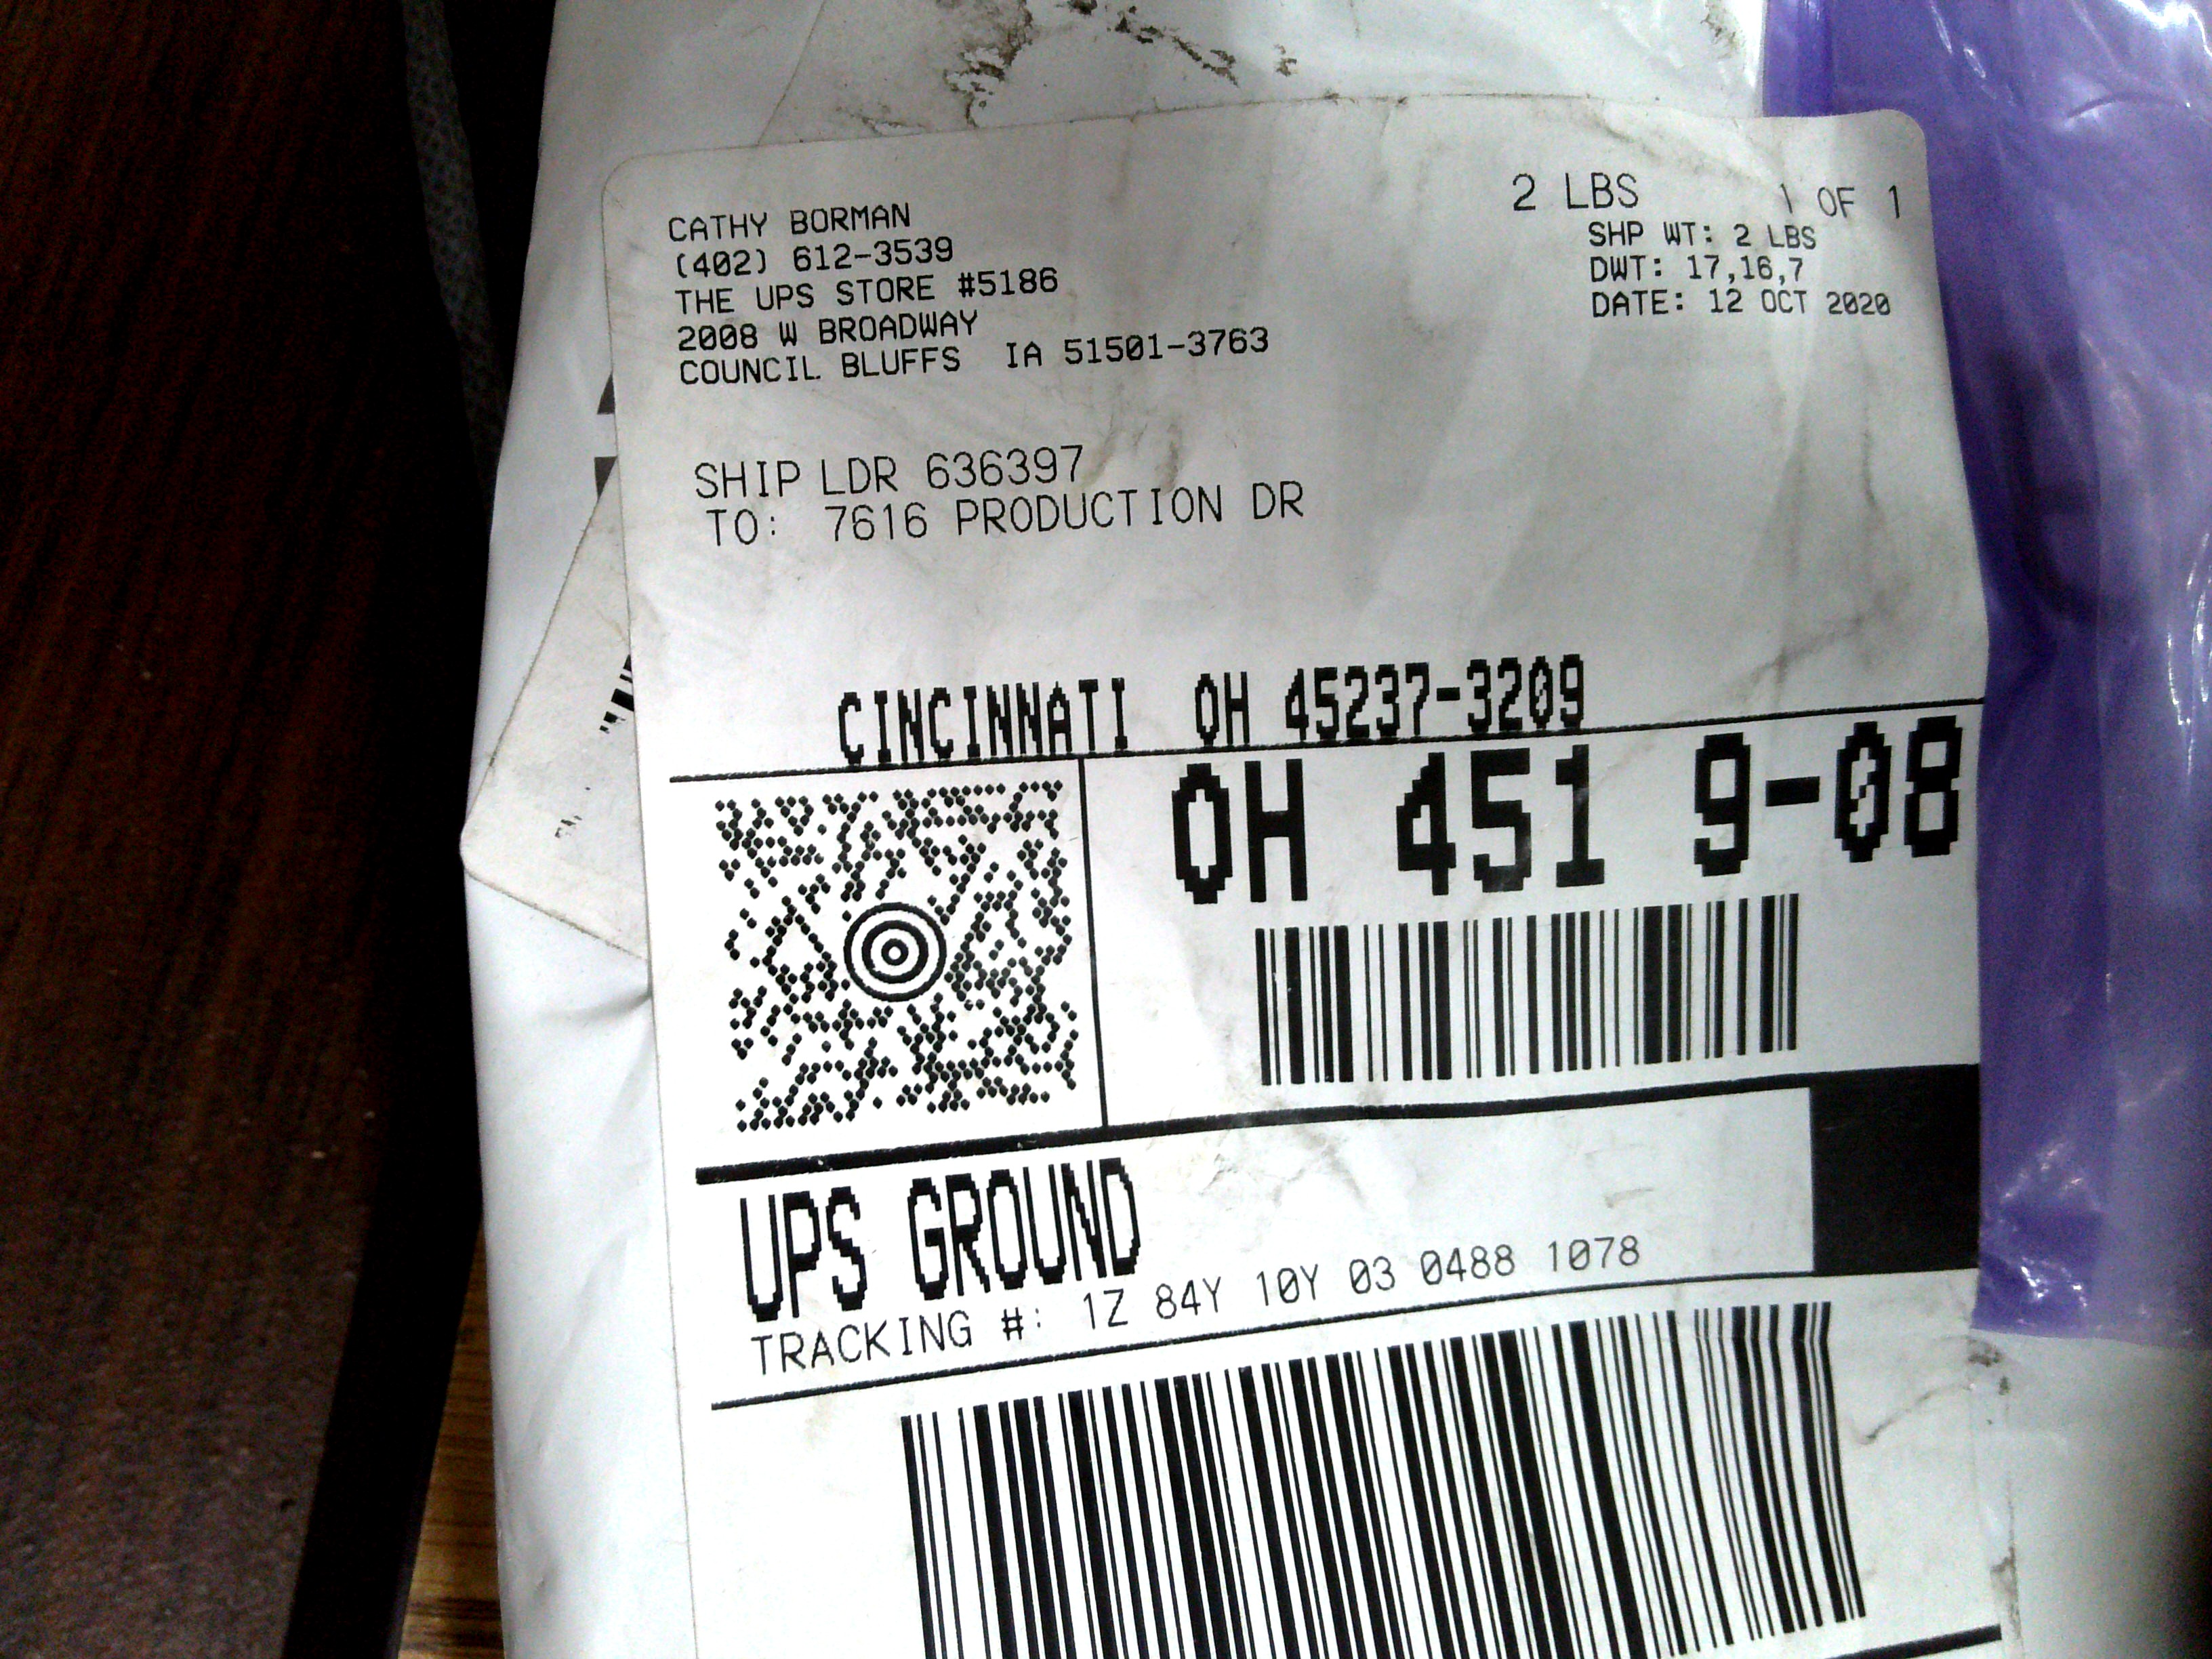 CATHY BORMAN
(402) 612-3539
THE UPS STORE #5186
2008 W BROADWAY
COUNCIL BLUFFS IA 51501-3763
2 LBS 1 OF 1
SHP WT: 2 LBS
DWT: 17,16,7
DATE: 12 OCT 2020
SHIP LDR 636397
TO: 7616 PRODUCTION DR
CINCINNATI OH 45237-3209
OH 451 9-08
UPS GROUND
TRACKING #: 1Z 84Y 10Y 03 0488 1078